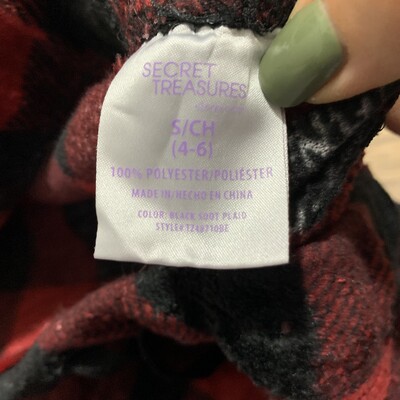 SECRET
TREASURES
S/CH
(4-6)
100% POLYESTER/POLIÉSTER
MADE IN/HECHO EN CHINA
COLOR: BLACK SOOT PLAID